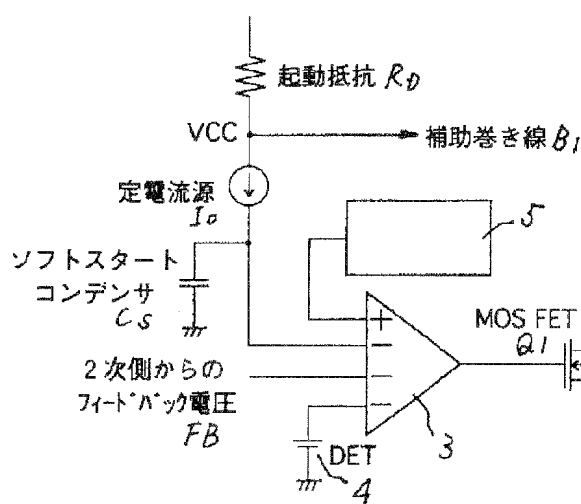 起動抵抗 R0
VCC
補助巻き線 B1
定電流源
I0
5
ソフトスタート
コンデンサ
CS
+
−
−
−
MOS FET
Q1
2次側からの
フィードバック電圧
FB
DET
3
4